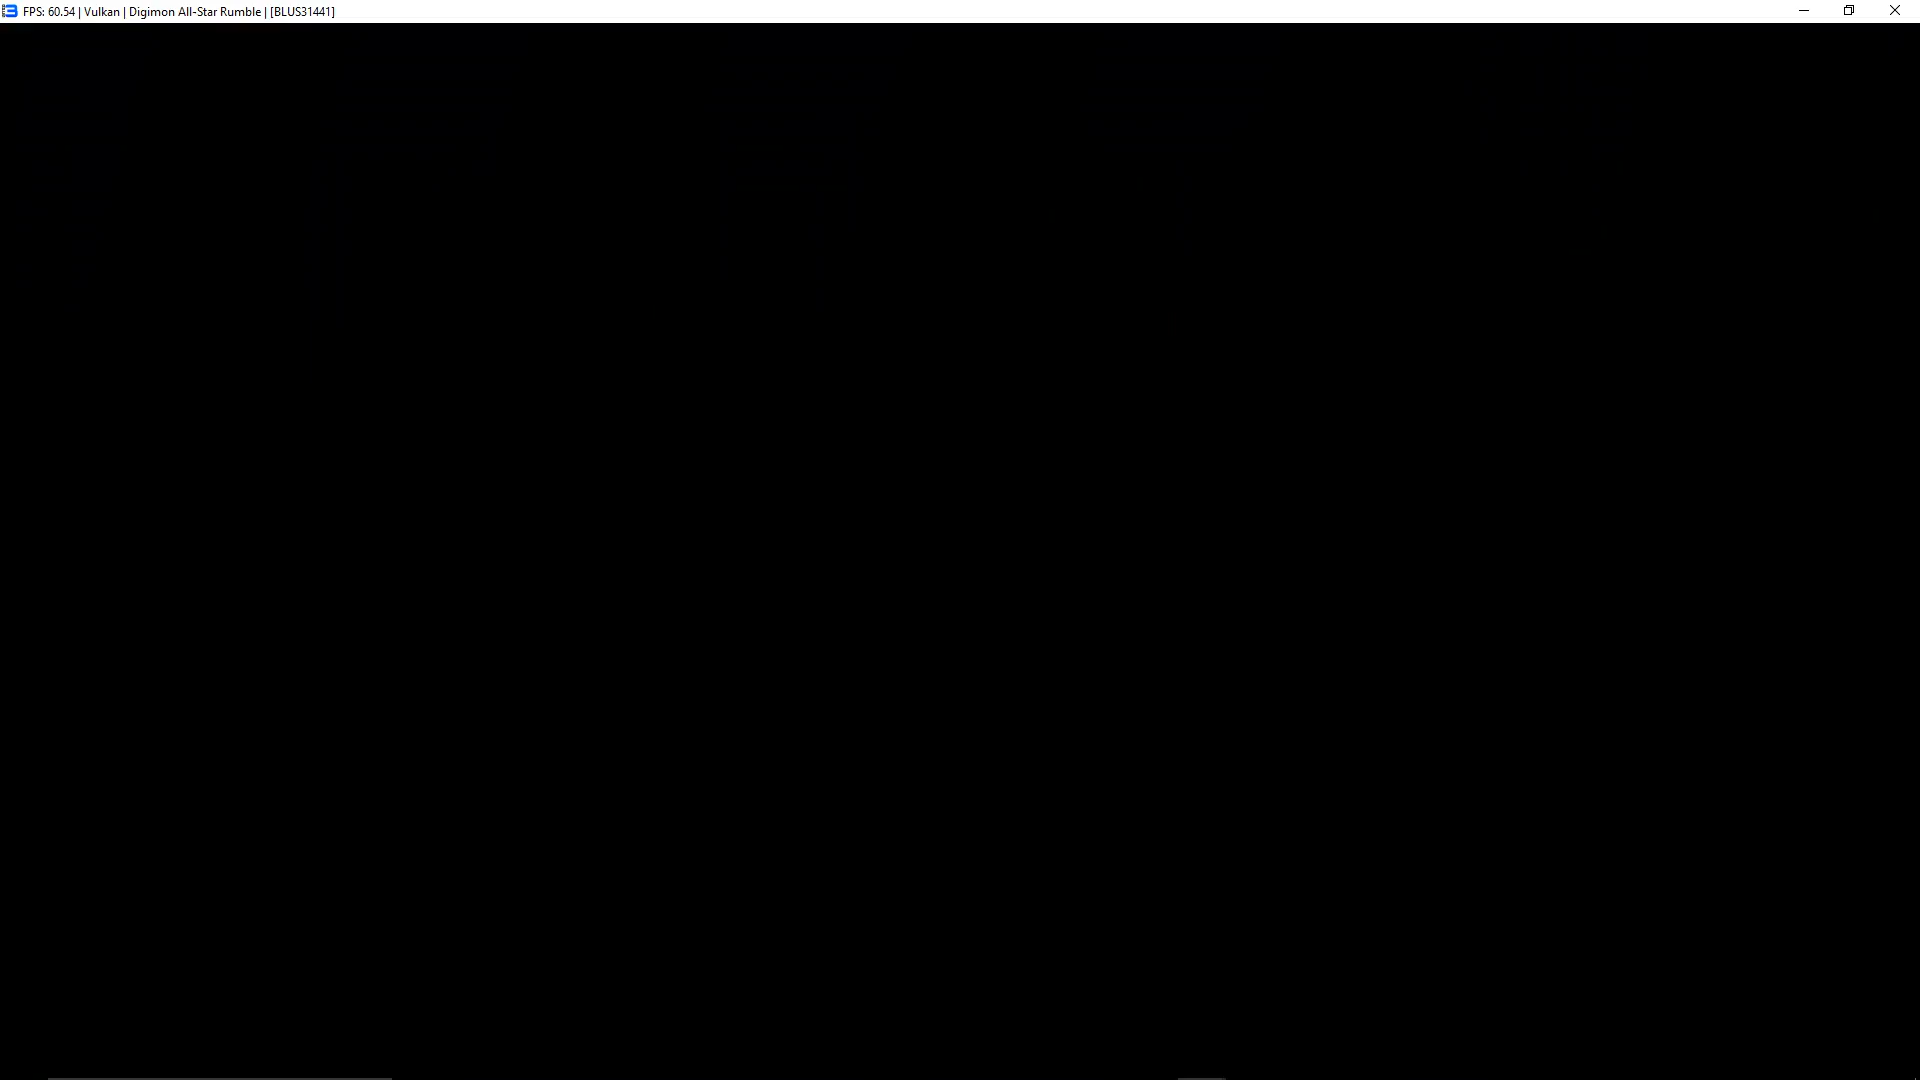 FPS: 60.54 | Vulkan | Digimon All-Star Rumble | [BLUS31441]